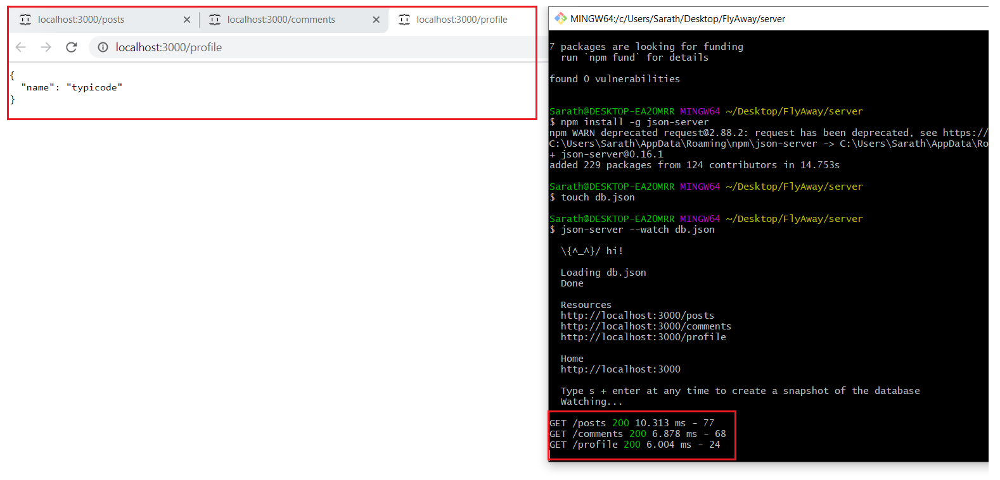 localhost:3000/posts
localhost:3000/comments
localhost:3000/profile
localhost:3000/profile
{
"name": "typicode"
}
MINGW64:/c/Users/Sarath/Desktop/FlyAway/server
7 packages are looking for funding
run `npm fund` for details
found 0 vulnerabilities
Sarath@DESKTOP-EA2OMRR MINGW64 ~/Desktop/FlyAway/server
$ npm install -g json-server
npm WARN deprecated request@2.88.2: request has been deprecated, see https://
C:\Users\Sarath\AppData\Roaming\npm\json-server -> C:\Users\Sarath\AppData\Ro
+ json-server@0.16.1
added 229 packages from 124 contributors in 14.753s
Sarath@DESKTOP-EA2OMRR MINGW64 ~/Desktop/FlyAway/server
$ touch db.json
Sarath@DESKTOP-EA2OMRR MINGW64 ~/Desktop/FlyAway/server
$ json-server --watch db.json
\{^_^}/ hi!
Loading db.json
Done
Resources
http://localhost:3000/posts
http://localhost:3000/comments
http://localhost:3000/profile
Home
http://localhost:3000
Type s + enter at any time to create a snapshot of the database
Watching...
GET /posts 200 10.313 ms - 77
GET /comments 200 6.878 ms - 68
GET /profile 200 6.004 ms - 24